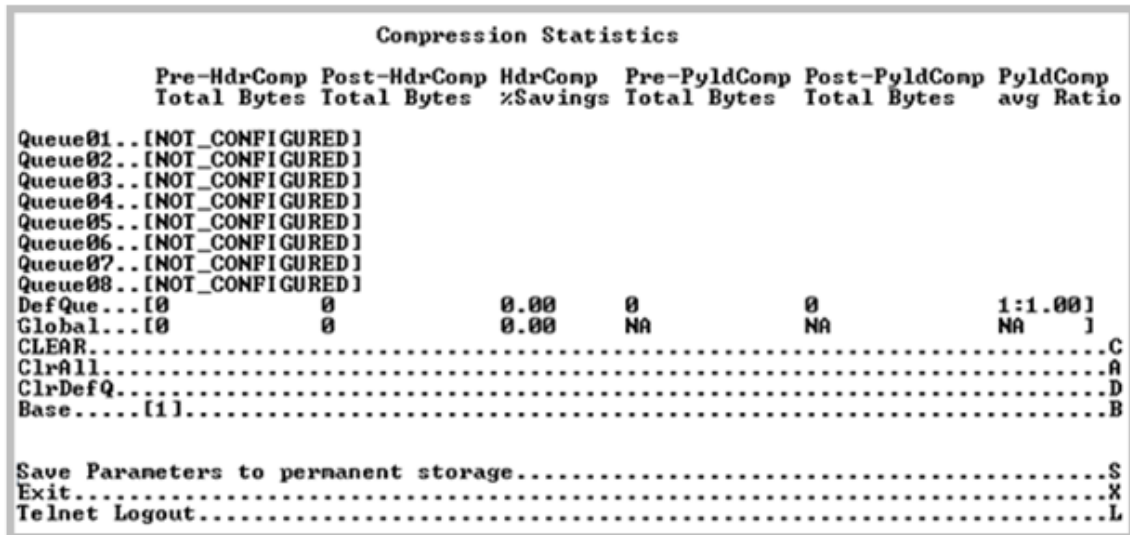 Compression Statistics
Pre-HdrComp Post-HdrComp HdrComp Pre-PyldComp Post-PyldComp PyldComp
Total Bytes Total Bytes %Savings Total Bytes Total Bytes avg Ratio
Queue01..[NOT_CONFIGURED]
Queue02..[NOT_CONFIGURED]
Queue03..[NOT_CONFIGURED]
Queue04..[NOT_CONFIGURED]
Queue05..[NOT_CONFIGURED]
Queue06..[NOT_CONFIGURED]
Queue07..[NOT_CONFIGURED]
Queue08..[NOT_CONFIGURED]
DefQue...[0 0 0.00 0 0 1:1.00]
Global...[0 0 0.00 NA NA NA ]
CLEAR...................................................................................................C
ClrAll..................................................................................................A
ClrDefQ.................................................................................................D
Base.....[1]............................................................................................B
Save Parameters to permanent storage....................................................................S
Exit....................................................................................................X
Telnet Logout...........................................................................................L